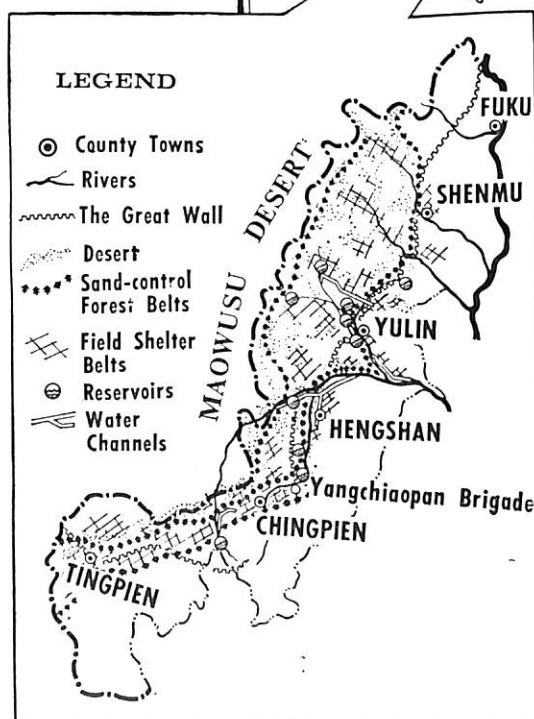 LEGEND
County Towns
Rivers
The Great Wall
Desert
Sand-control
Forest Belts
Field Shelter
Belts
Reservoirs
Water
Channels
MAOWUSU DESERT
FUKU
SHENMU
YULIN
HENGSHAN
Yangchiaopan Brigade
CHINGPIEN
TINGPIEN